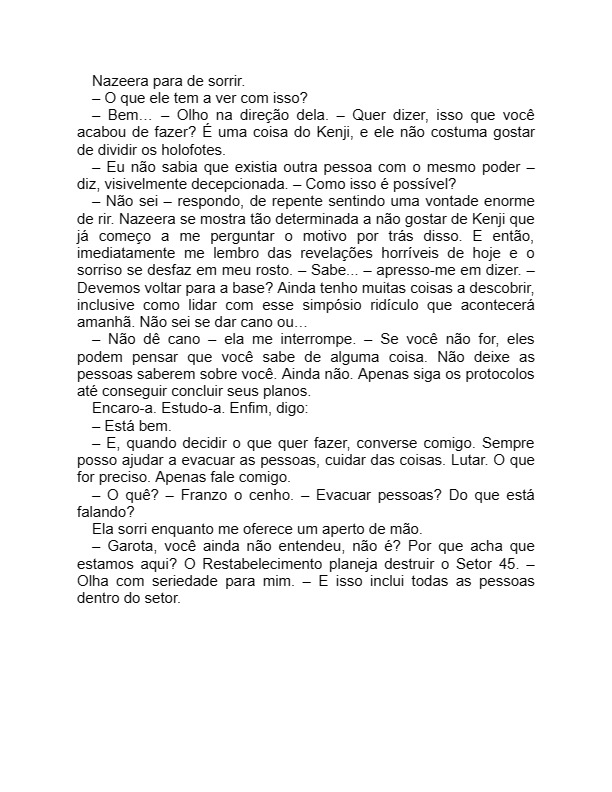 Nazeera para de sorrir.
– O que ele tem a ver com isso?
– Bem… – Olho na direção dela. – Quer dizer, isso que você
acabou de fazer? É uma coisa do Kenji, e ele não costuma gostar
de dividir os holofotes.
– Eu não sabia que existia outra pessoa com o mesmo poder –
diz, visivelmente decepcionada. – Como isso é possível?
– Não sei – respondo, de repente sentindo uma vontade enorme
de rir. Nazeera se mostra tão determinada a não gostar de Kenji que
já começo a me perguntar o motivo por trás disso. E então,
imediatamente me lembro das revelações horríveis de hoje e o
sorriso se desfaz em meu rosto. – Sabe... – apresso-me em dizer. –
Devemos voltar para a base? Ainda tenho muitas coisas a descobrir,
inclusive como lidar com esse simpósio ridículo que acontecerá
amanhã. Não sei se dar cano ou…
– Não dê cano – ela me interrompe. – Se você não for, eles
podem pensar que você sabe de alguma coisa. Não deixe as
pessoas saberem sobre você. Ainda não. Apenas siga os protocolos
até conseguir concluir seus planos.
Encaro-a. Estudo-a. Enfim, digo:
– Está bem.
– E, quando decidir o que quer fazer, converse comigo. Sempre
posso ajudar a evacuar as pessoas, cuidar das coisas. Lutar. O que
for preciso. Apenas fale comigo.
– O quê? – Franzo o cenho. – Evacuar pessoas? Do que está
falando?
Ela sorri enquanto me oferece um aperto de mão.
– Garota, você ainda não entendeu, não é? Por que acha que
estamos aqui? O Restabelecimento planeja destruir o Setor 45. –
Olha com seriedade para mim. – E isso inclui todas as pessoas
dentro do setor.